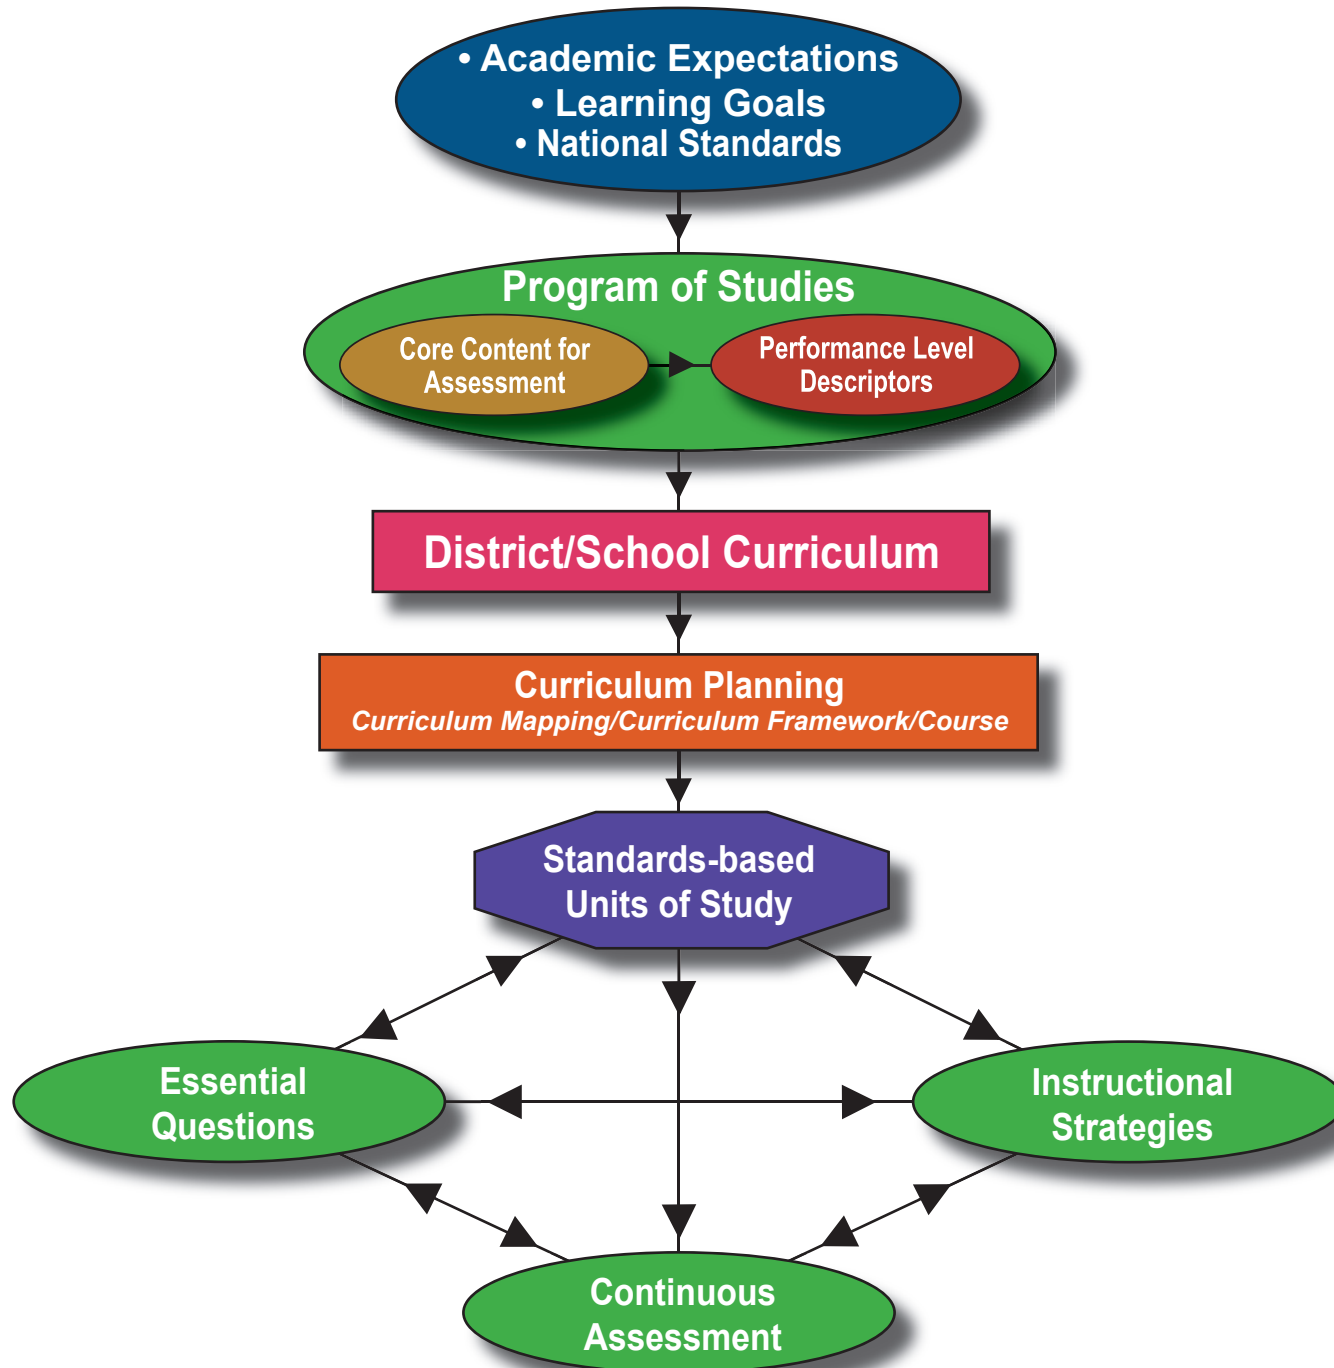 • Academic Expectations
• Learning Goals
• National Standards
Program of Studies
Core Content for
Assessment
Performance Level
Descriptors
District/School Curriculum
Curriculum Planning
Curriculum Mapping/Curriculum Framework/Course
Standards-based
Units of Study
Essential
Questions
Instructional
Strategies
Continuous
Assessment